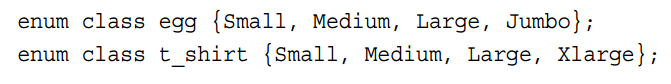 enum class egg {Small, Medium, Large, Jumbo};
enum class t_shirt {Small, Medium, Large, Xlarge};